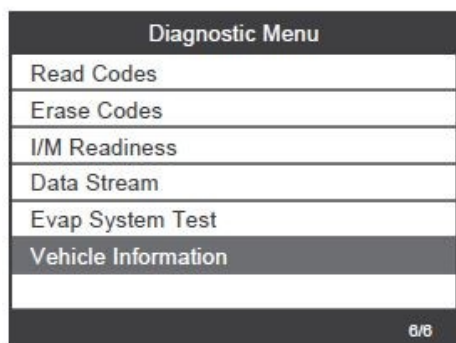 Diagnostic Menu
Read Codes
Erase Codes
I/M Readiness
Data Stream
Evap System Test
Vehicle Information
6/6